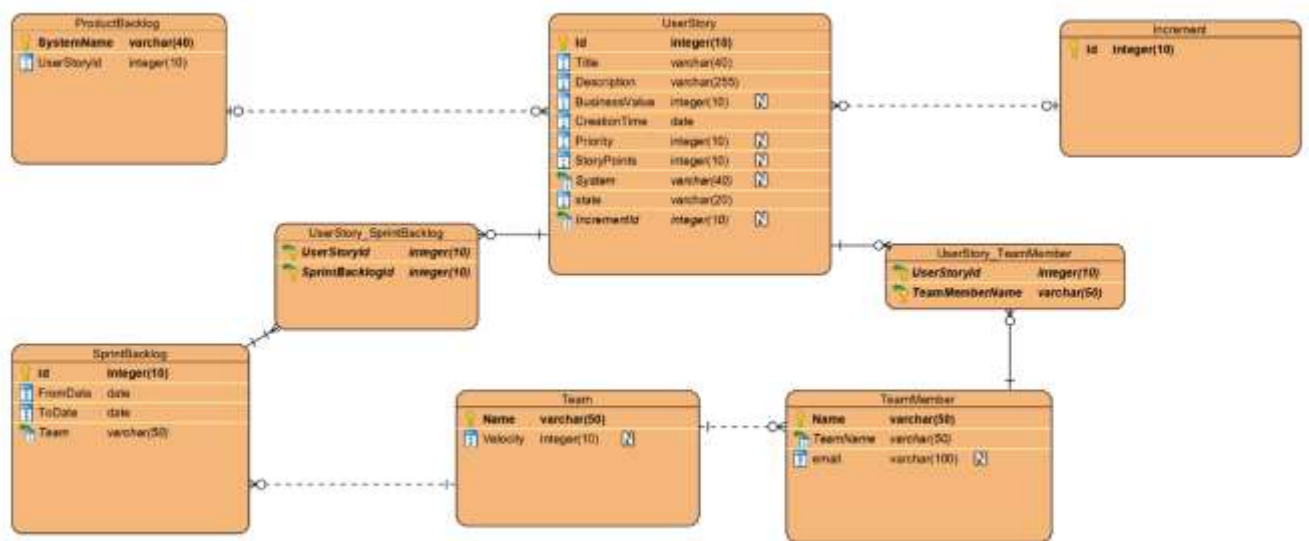 ProductBacklog
SystemName varchar(40)
UserStoryId integer(10)
UserStory
Id integer(10)
Title varchar(40)
Description varchar(255)
BusinessValue integer(10) N
CreationTime date
Priority integer(10) N
StoryPoints integer(10) N
System varchar(40) N
state varchar(20)
IncrementId integer(10) N
Increment
Id integer(10)
UserStory_SprintBacklog
UserStoryId integer(10)
SprintBacklogId integer(10)
UserStory_TeamMember
UserStoryId integer(10)
TeamMemberName varchar(50)
SprintBacklog
Id integer(10)
FromDate date
ToDate date
Team varchar(50)
Team
Name varchar(50)
Velocity integer(10) N
TeamMember
Name varchar(50)
TeamName varchar(50)
email varchar(100) N